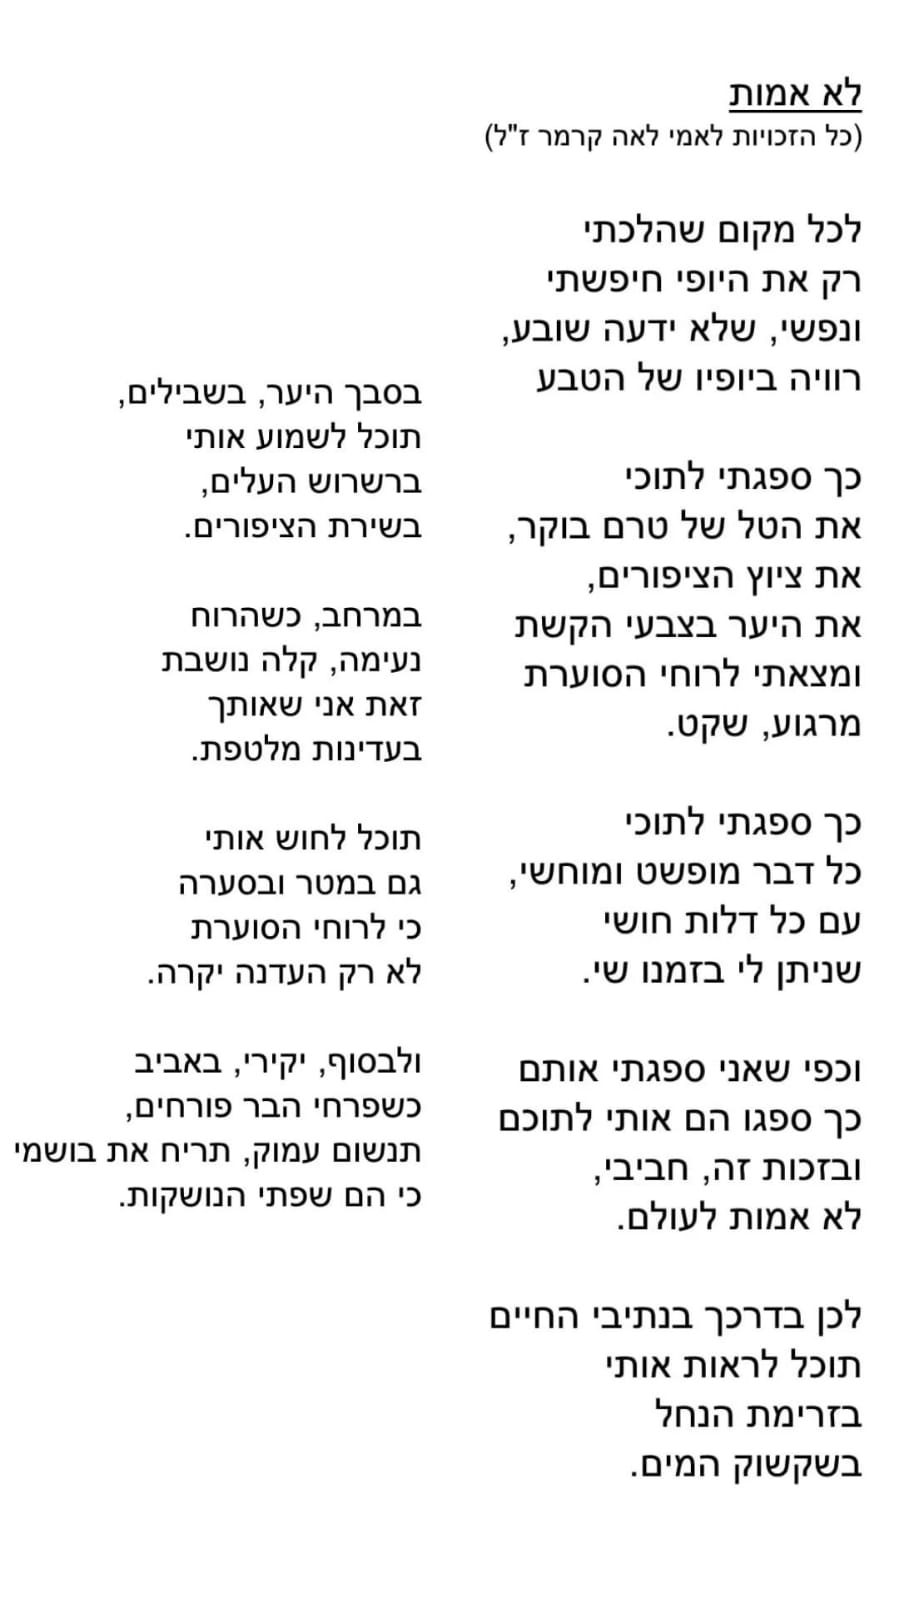 לא אמות
(כל הזכויות לאמי לאה קרמר ז"ל)
לכל מקום שהלכתי
רק את היופי חיפשתי
ונפשי, שלא ידעה שובע,
רוויה ביופיו של הטבע
כך ספגתי לתוכי
את הטל של טרם בוקר,
את ציוץ הציפורים,
את היער בצבעי הקשת
ומצאתי לרוחי הסוערת
מרגוע, שקט.
כך ספגתי לתוכי
כל דבר מופשט ומוחשי,
עם כל דלות חושי
שניתן לי בזמנו שי.
וכפי שאני ספגתי אותם
כך ספגו הם אותי לתוכם
ובזכות זה, חביבי,
לא אמות לעולם.
לכן בדרכך בנתיבי החיים
תוכל לראות אותי
בזרימת הנחל
בשקשוק המים.
בסבך היער, בשבילים,
תוכל לשמוע אותי
ברשרוש העלים,
בשירת הציפורים.
במרחב, כשהרוח
נעימה, קלה נושבת
זאת אני שאותך
בעדינות מלטפת.
תוכל לחוש אותי
גם במטר ובסערה
כי לרוחי הסוערת
לא רק העדנה יקרה.
ולבסוף, יקירי, באביב
כשפרחי הבר פורחים,
תנשום עמוק, תריח את בושמי
כי הם שפתי הנושקות.